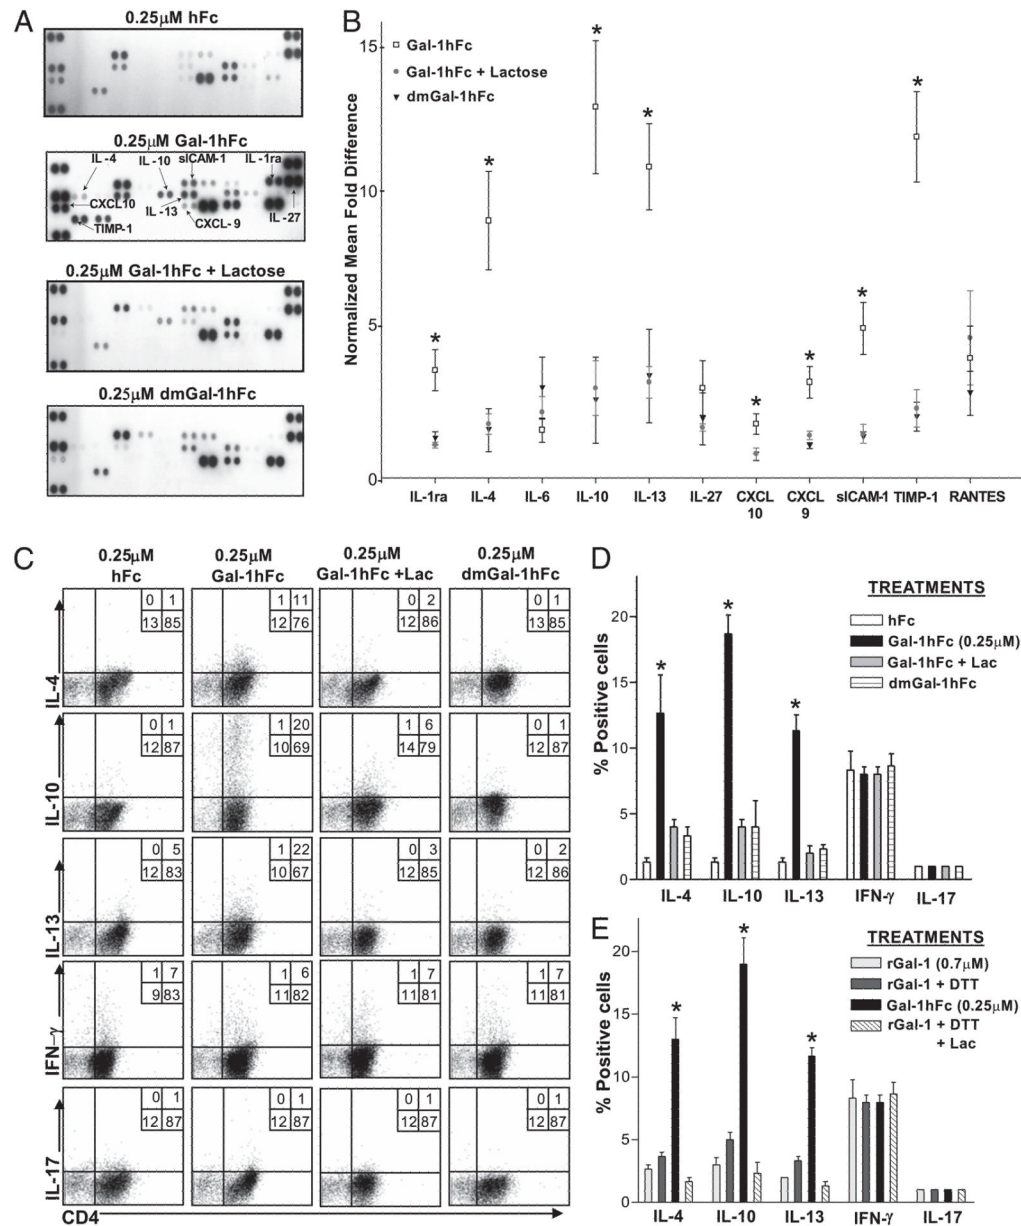 A
0.25μM hFc
0.25μM Gal-1hFc
IL-4
IL-10
sICAM-1
IL-1ra
CXCL10
TIMP-1
IL-13
CXCL-9
IL-27
0.25μM Gal-1hFc + Lactose
0.25μM dmGal-1hFc
B
Normalized Mean Fold Difference
15
10
5
0
Gal-1hFc
Gal-1hFc + Lactose
dmGal-1hFc
* * * * * * * *
IL-1ra IL-4 IL-6 IL-10 IL-13 IL-27 CXCL 10 CXCL 9 sICAM-1 TIMP-1 RANTES
C
0.25μM hFc
0.25μM Gal-1hFc
0.25μM Gal-1hFc +Lac
0.25μM dmGal-1hFc
IL-4
0 1 1 11 0 2 0 1
13 85 12 76 12 86 13 85
IL-10
0 1 1 20 1 6 0 1
12 87 10 69 14 79 12 87
IL-13
0 5 1 22 0 3 0 2
12 83 10 67 12 85 12 86
IFN-γ
1 7 1 6 1 7 1 7
9 83 11 82 11 81 11 81
IL-17
0 1 0 1 0 1 0 1
12 87 12 87 12 87 12 87
CD4
D
% Positive cells
20
15
10
5
0
* * *
TREATMENTS
hFc
Gal-1hFc (0.25μM)
Gal-1hFc + Lac
dmGal-1hFc
IL-4 IL-10 IL-13 IFN-γ IL-17
E
% Positive cells
20
15
10
5
0
* * *
TREATMENTS
rGal-1 (0.7μM)
rGal-1 + DTT
Gal-1hFc (0.25μM)
rGal-1 + DTT
+ Lac
IL-4 IL-10 IL-13 IFN-γ IL-17